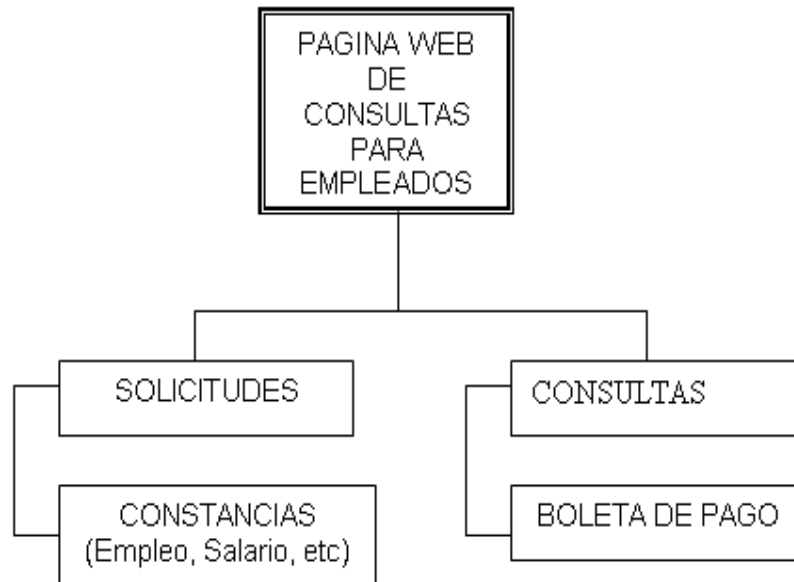 PAGINA WEB
DE
CONSULTAS
PARA
EMPLEADOS
SOLICITUDES
CONSULTAS
CONSTANCIAS
(Empleo, Salario, etc)
BOLETA DE PAGO